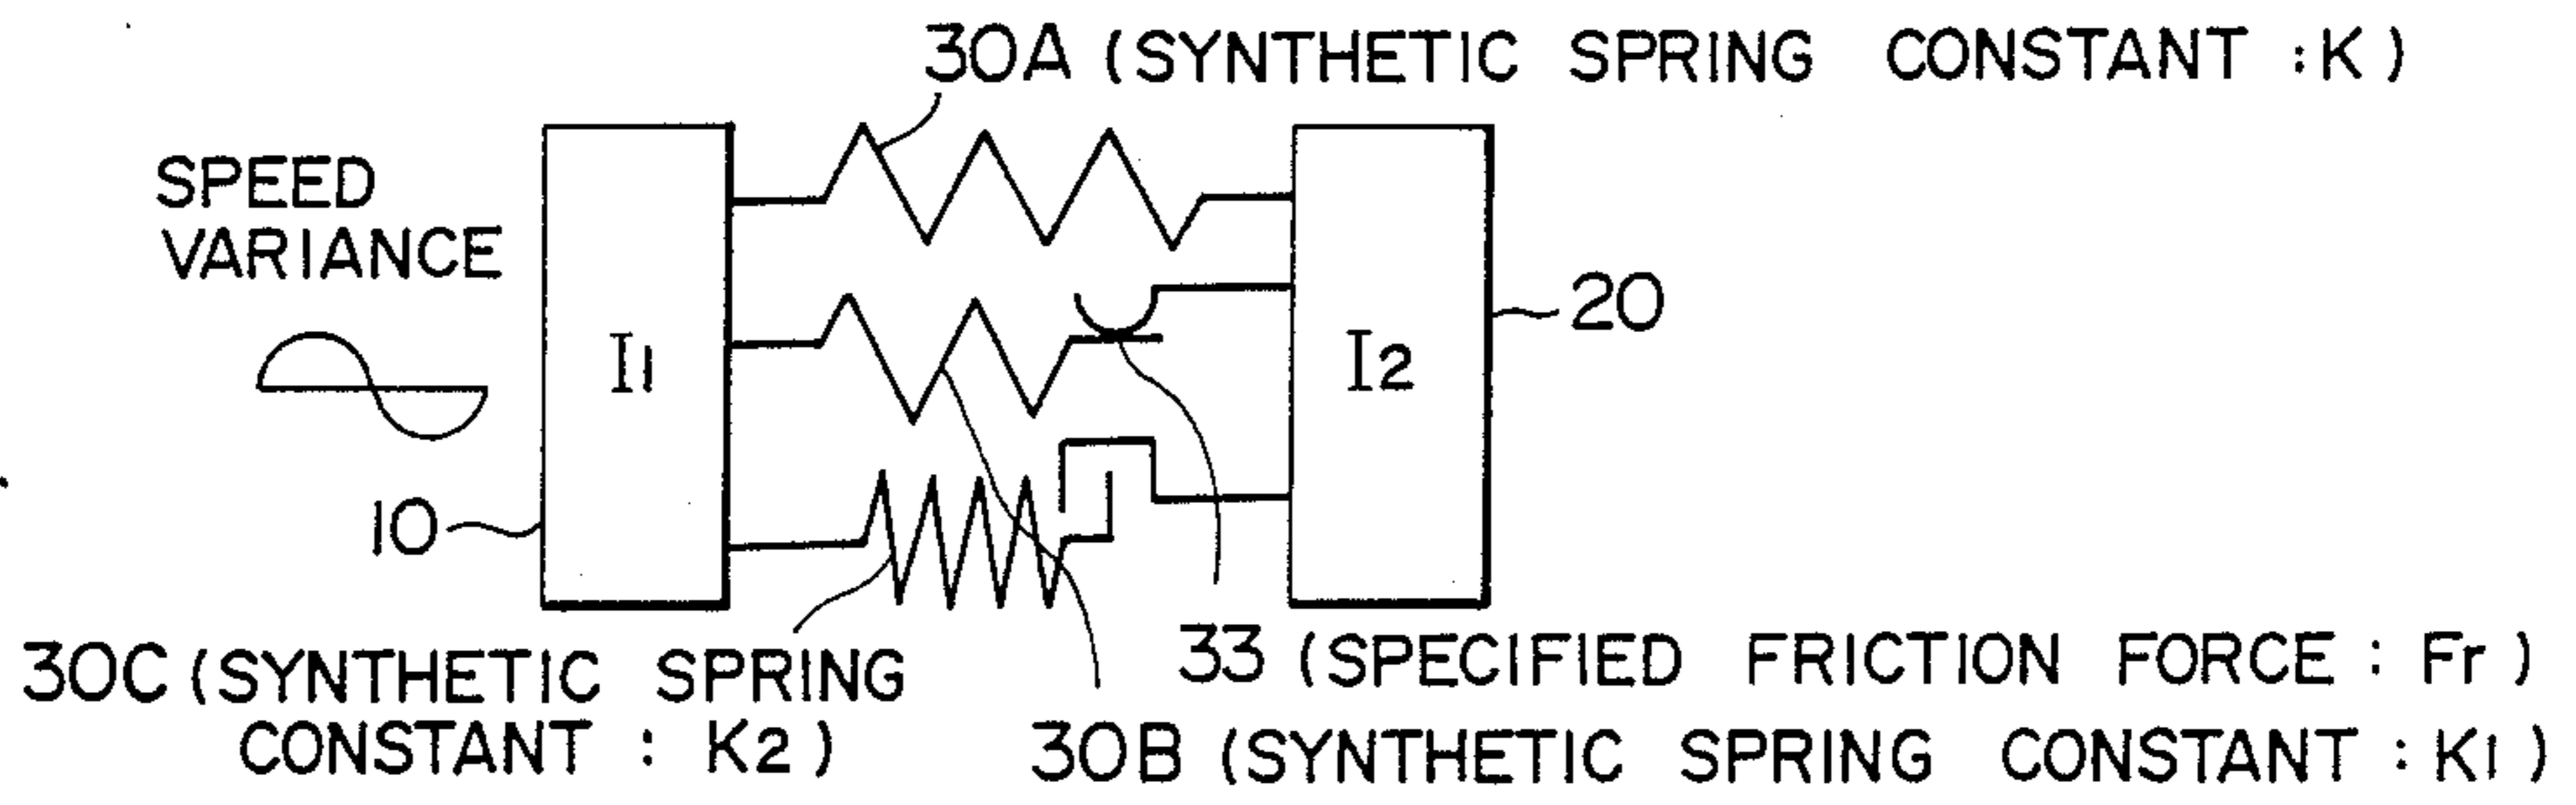 30A (SYNTHETIC SPRING CONSTANT : K )
SPEED
VARIANCE
I1
I2
20
10
33 (SPECIFIED FRICTION FORCE : Fr )
30C (SYNTHETIC SPRING
CONSTANT : K2 )
30B (SYNTHETIC SPRING CONSTANT : K1 )